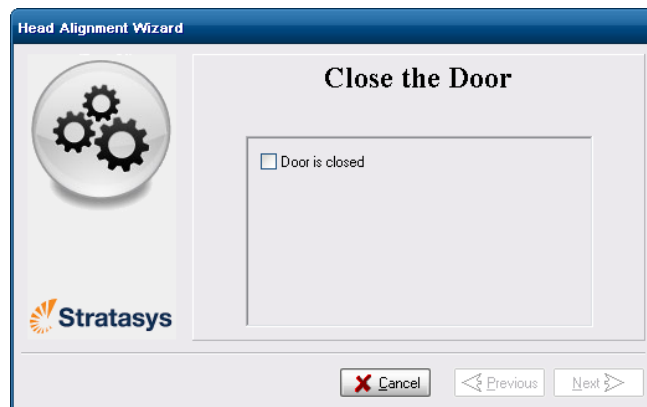 Head Alignment Wizard
Close the Door
Door is closed
Stratasys
Cancel
Previous
Next